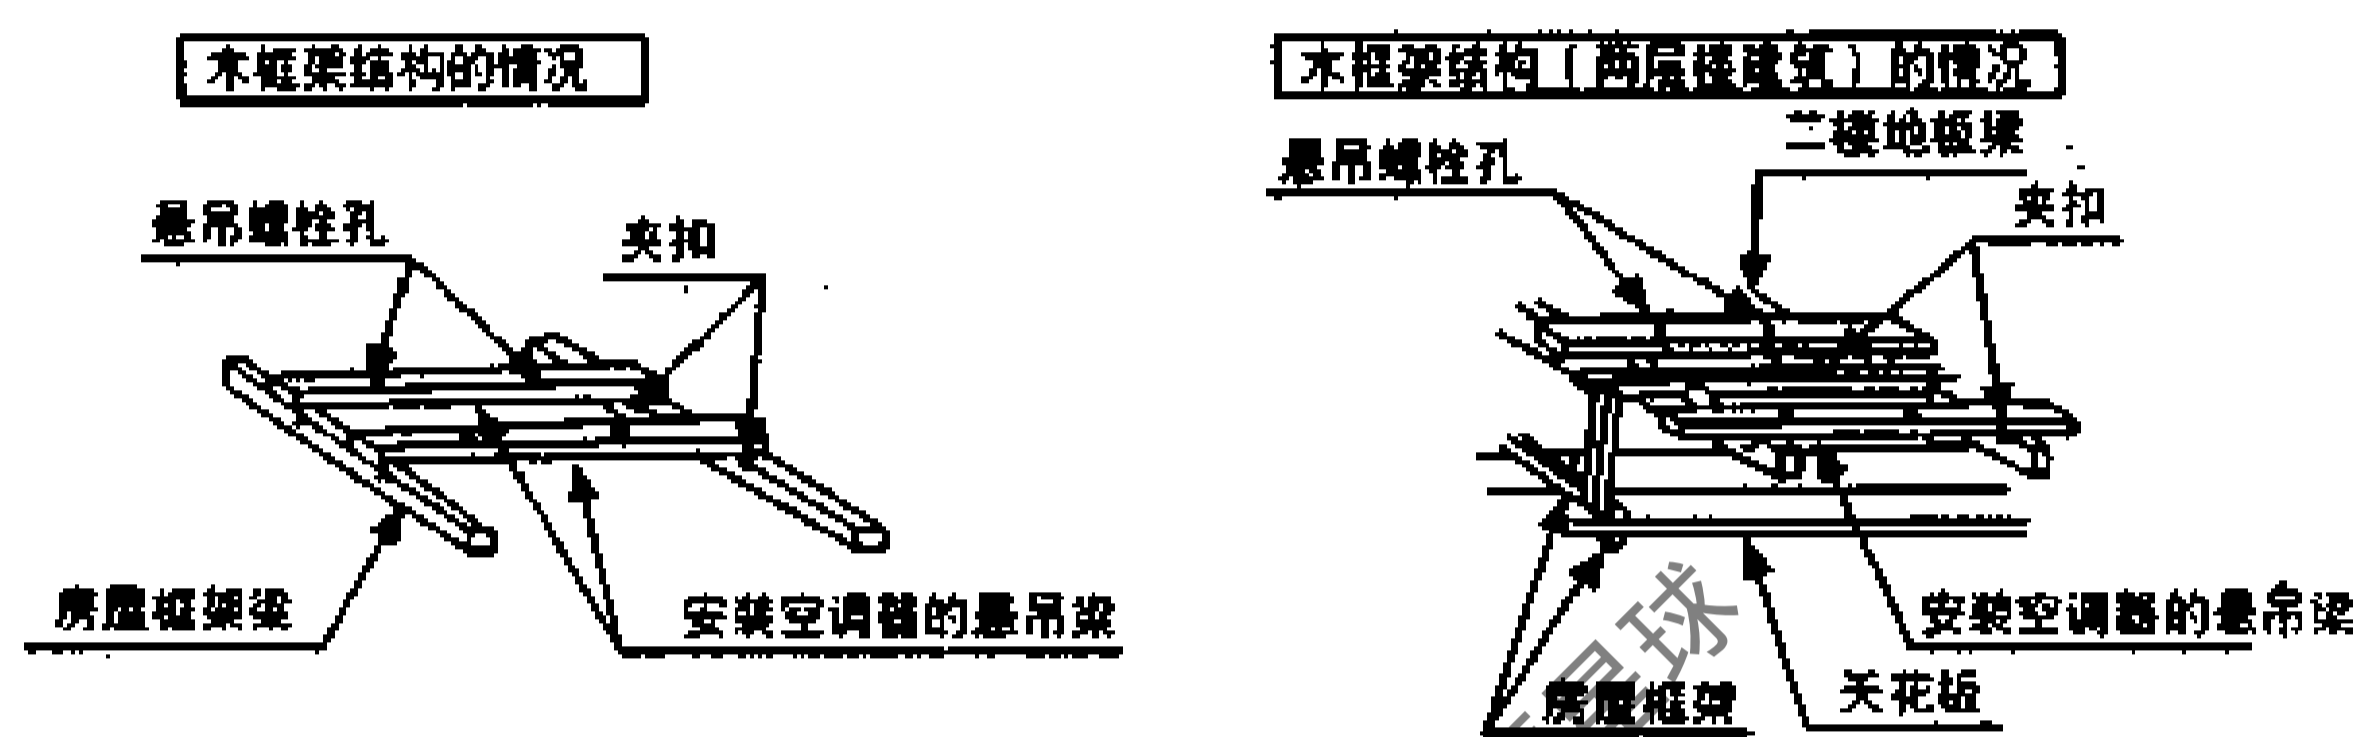 木框架结构的情况
悬吊螺栓孔
夹扣
房屋框架梁
安装空调器的悬吊梁
木框架结构（两层楼建筑）的情况
悬吊螺栓孔
二楼地板梁
夹扣
安装空调器的悬吊梁
房屋框架
天花板
星球